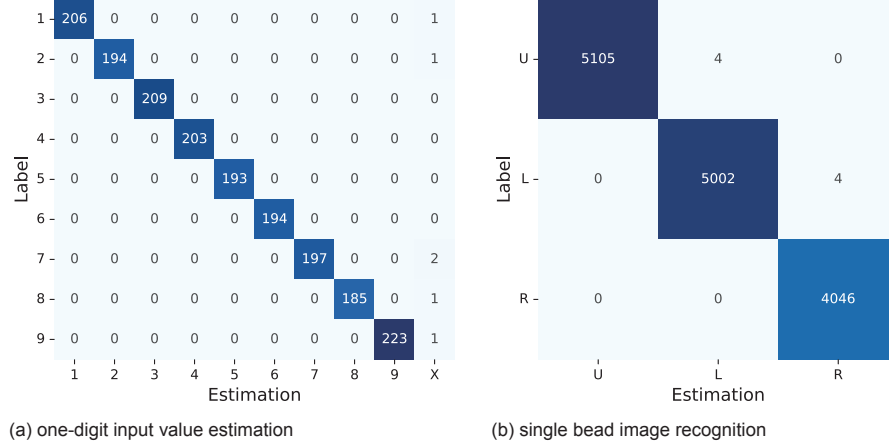 1 206 0 0 0 0 0 0 0 0 1
2 0 194 0 0 0 0 0 0 0 1
3 0 0 209 0 0 0 0 0 0 0
4 0 0 0 203 0 0 0 0 0 0
5 0 0 0 0 193 0 0 0 0 0
6 0 0 0 0 0 194 0 0 0 0
7 0 0 0 0 0 0 197 0 0 2
8 0 0 0 0 0 0 0 185 0 1
9 0 0 0 0 0 0 0 0 223 1
Label
1 2 3 4 5 6 7 8 9 X
Estimation
(a) one-digit input value estimation
U 5105 4 0
L 0 5002 4
R 0 0 4046
Label
U L R
Estimation
(b) single bead image recognition